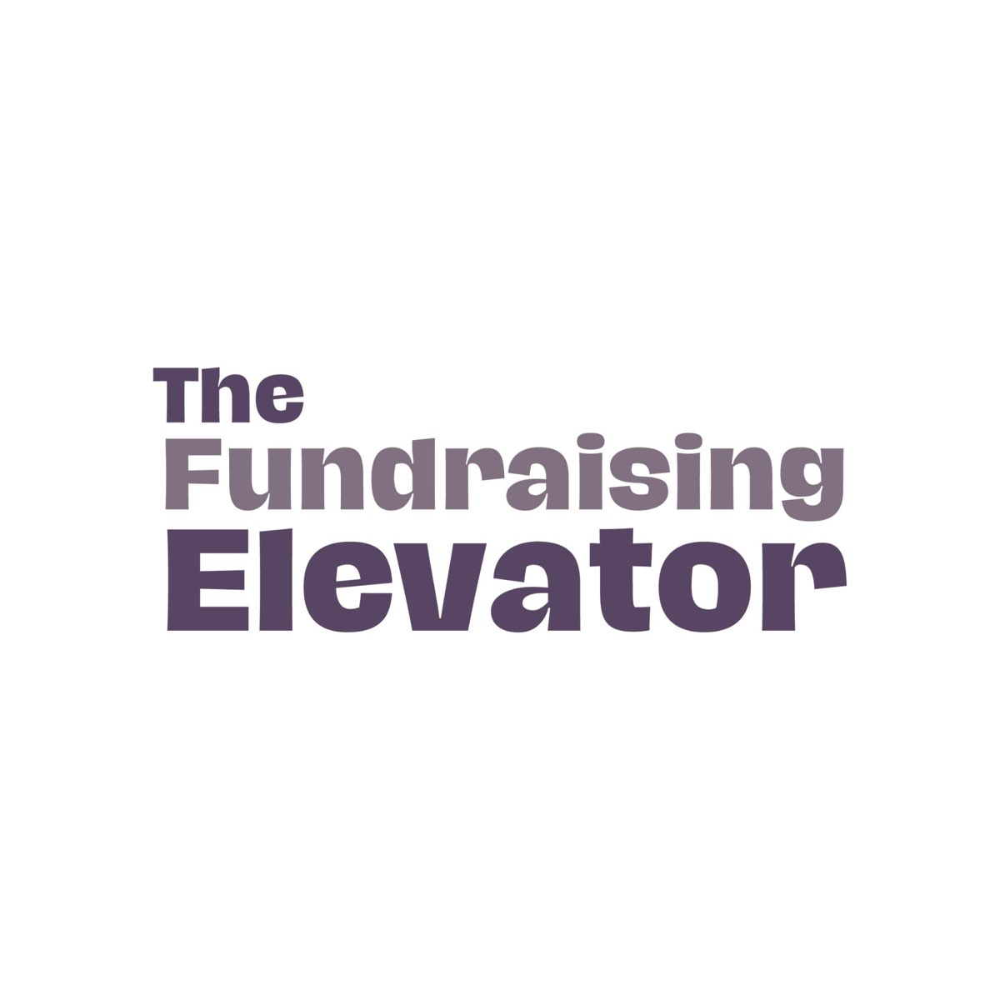 The
Fundraising
Elevator